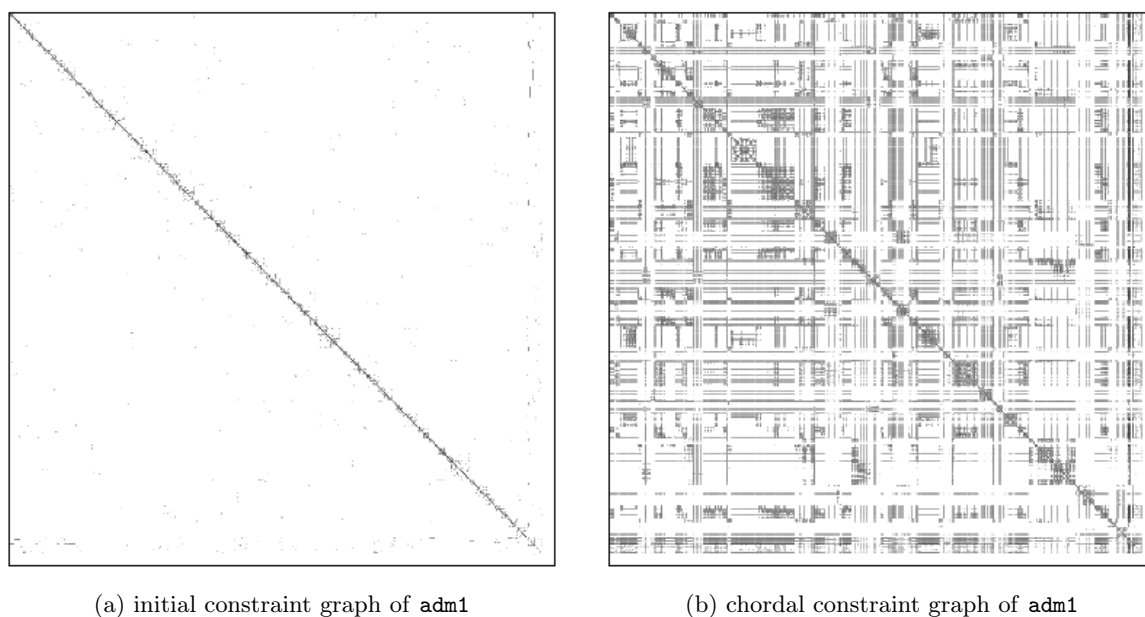 (a) initial constraint graph of adm1
(b) chordal constraint graph of adm1